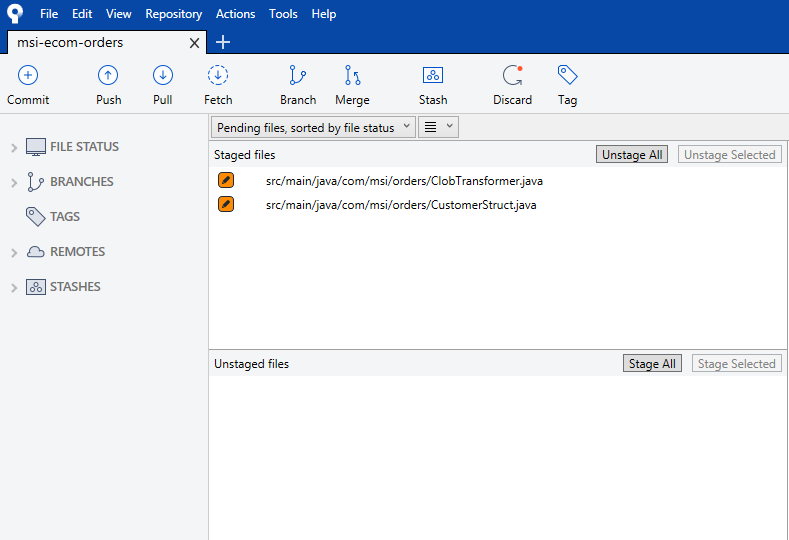 File Edit View Repository Actions Tools Help
msi-ecom-orders
Commit Push Pull Fetch Branch Merge Stash Discard Tag
Pending files, sorted by file status
FILE STATUS
BRANCHES
TAGS
REMOTES
STASHES
Staged files Unstage All Unstage Selected
src/main/java/com/msi/orders/ClobTransformer.java
src/main/java/com/msi/orders/CustomerStruct.java
Unstaged files Stage All Stage Selected